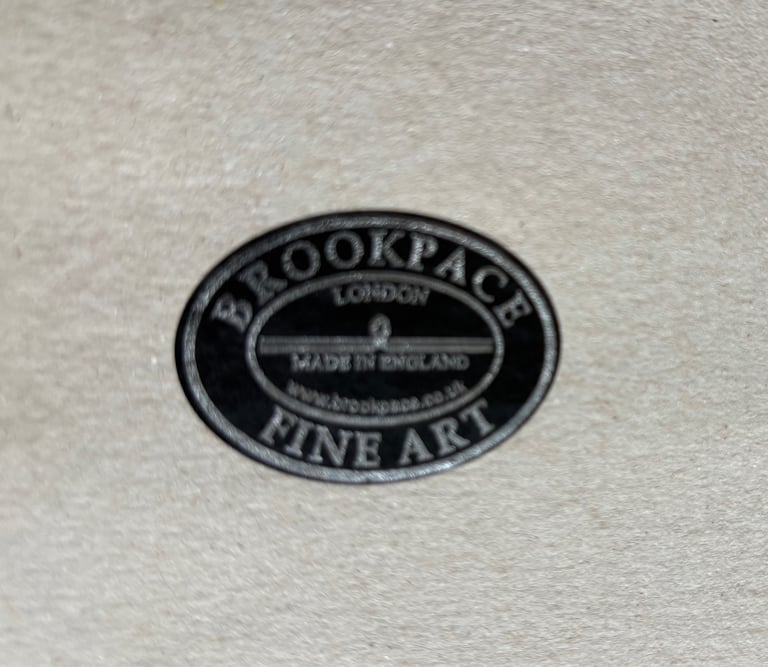 BROOKPACE
LONDON
MADE IN ENGLAND
www.brookpace.co.uk
FINE ART